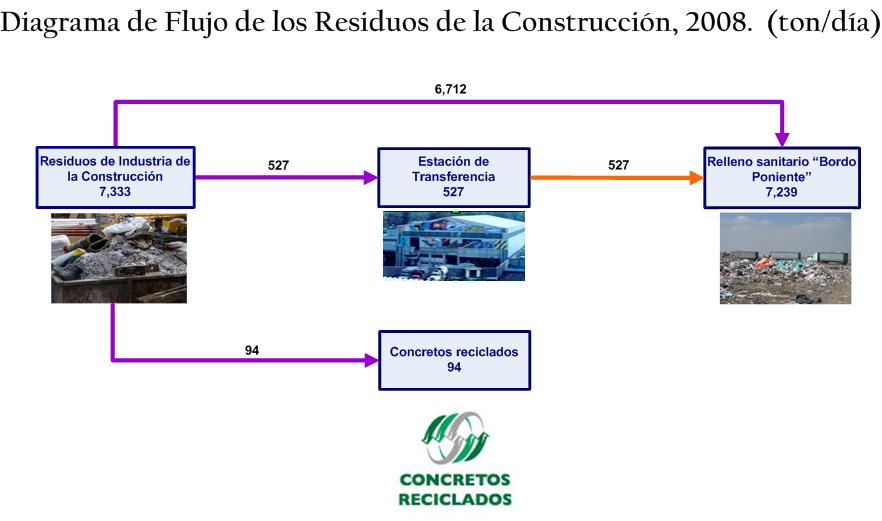 Diagrama de Flujo de los Residuos de la Construcción, 2008.  (ton/día)
6,712
Residuos de Industria de
la Construcción
7,333
527
Estación de
Transferencia
527
527
Relleno sanitario “Bordo
Poniente”
7,239
94
Concretos reciclados
94
CONCRETOS
RECICLADOS